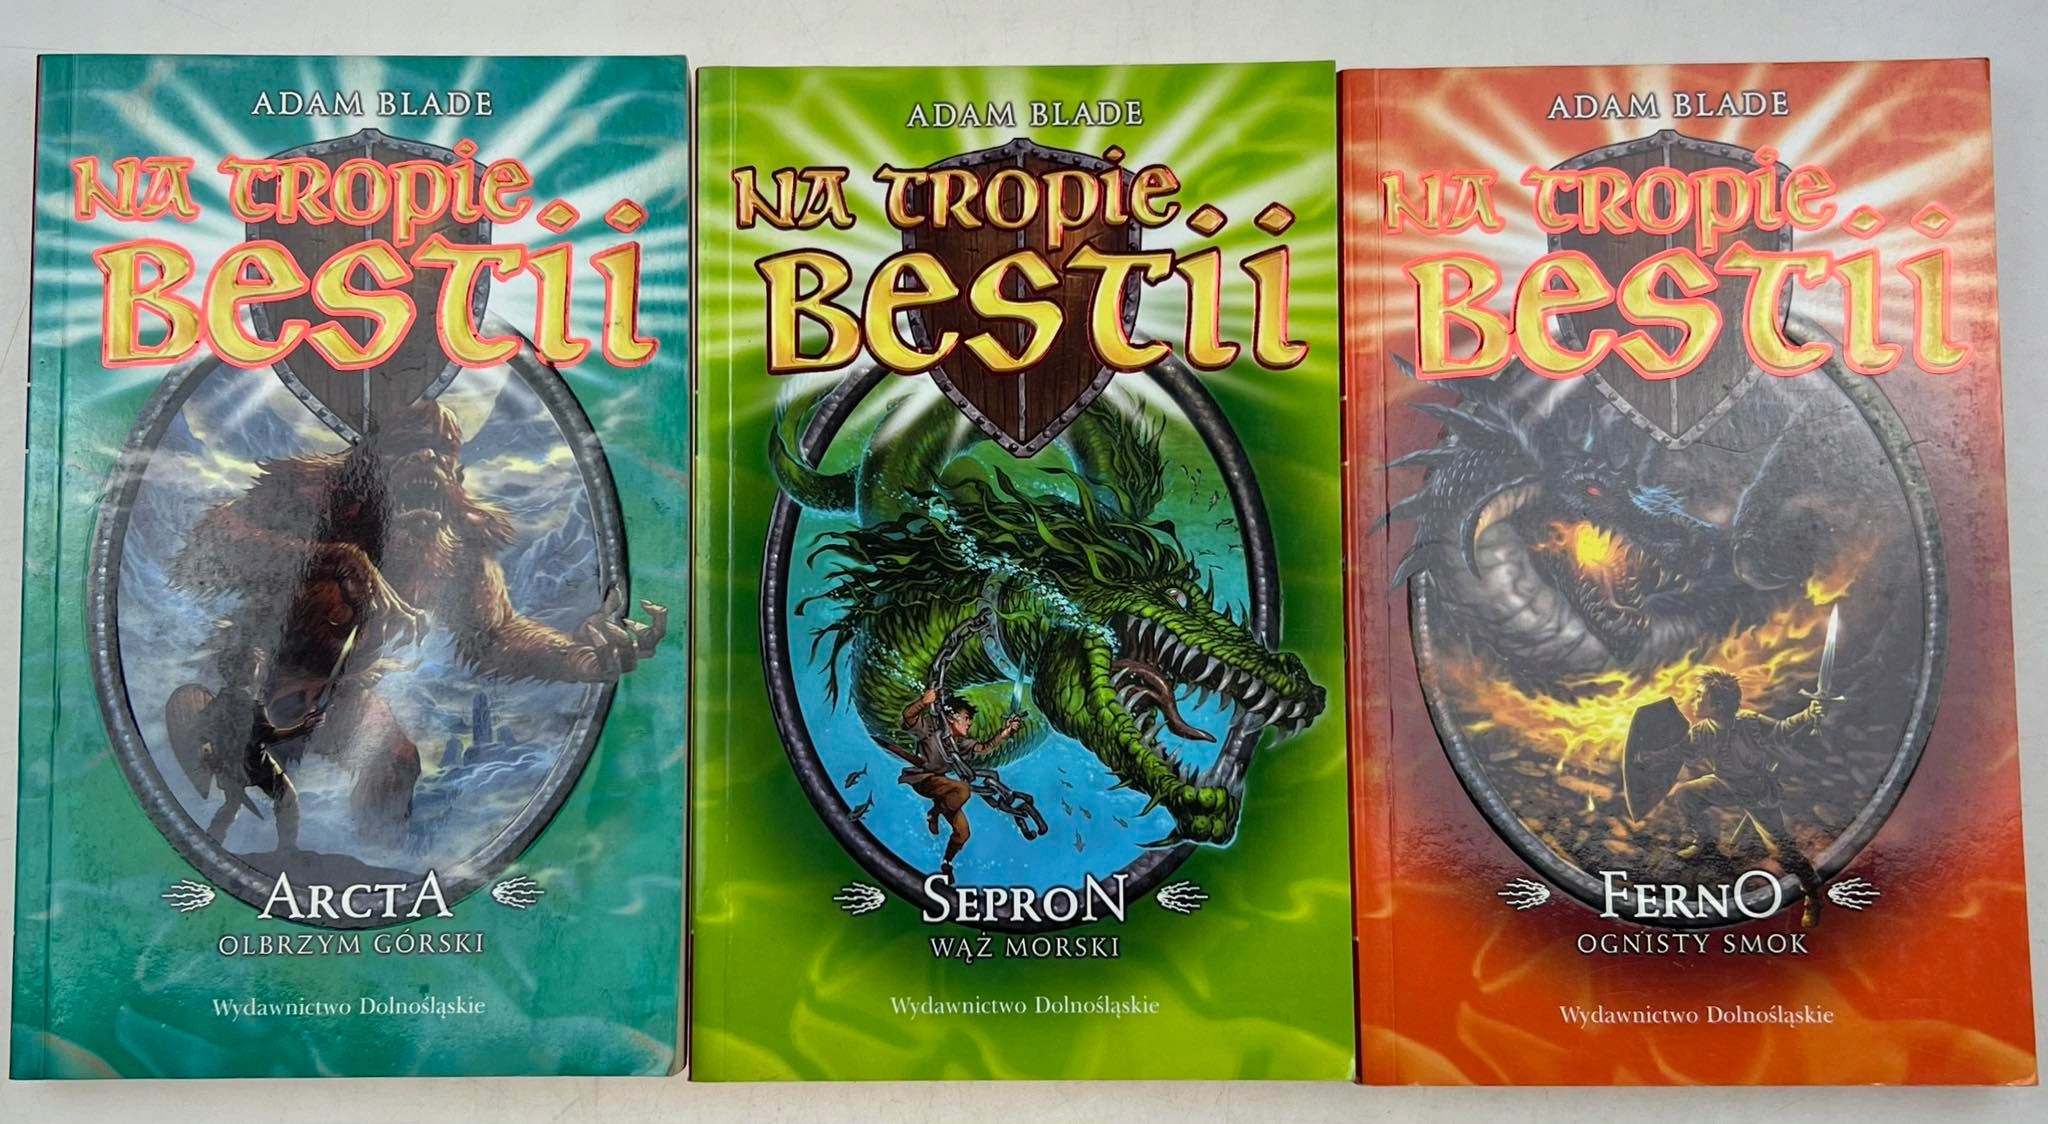 ADAM BLADE
NA TROPIE
BESTII
ARCTA
OLBRZYM GÓRSKI
Wydawnictwo Dolnośląskie
ADAM BLADE
NA TROPIE
BESTII
SEPRON
WĄŻ MORSKI
Wydawnictwo Dolnośląskie
ADAM BLADE
NA TROPIE
BESTII
FERNO
OGNISTY SMOK
Wydawnictwo Dolnośląskie